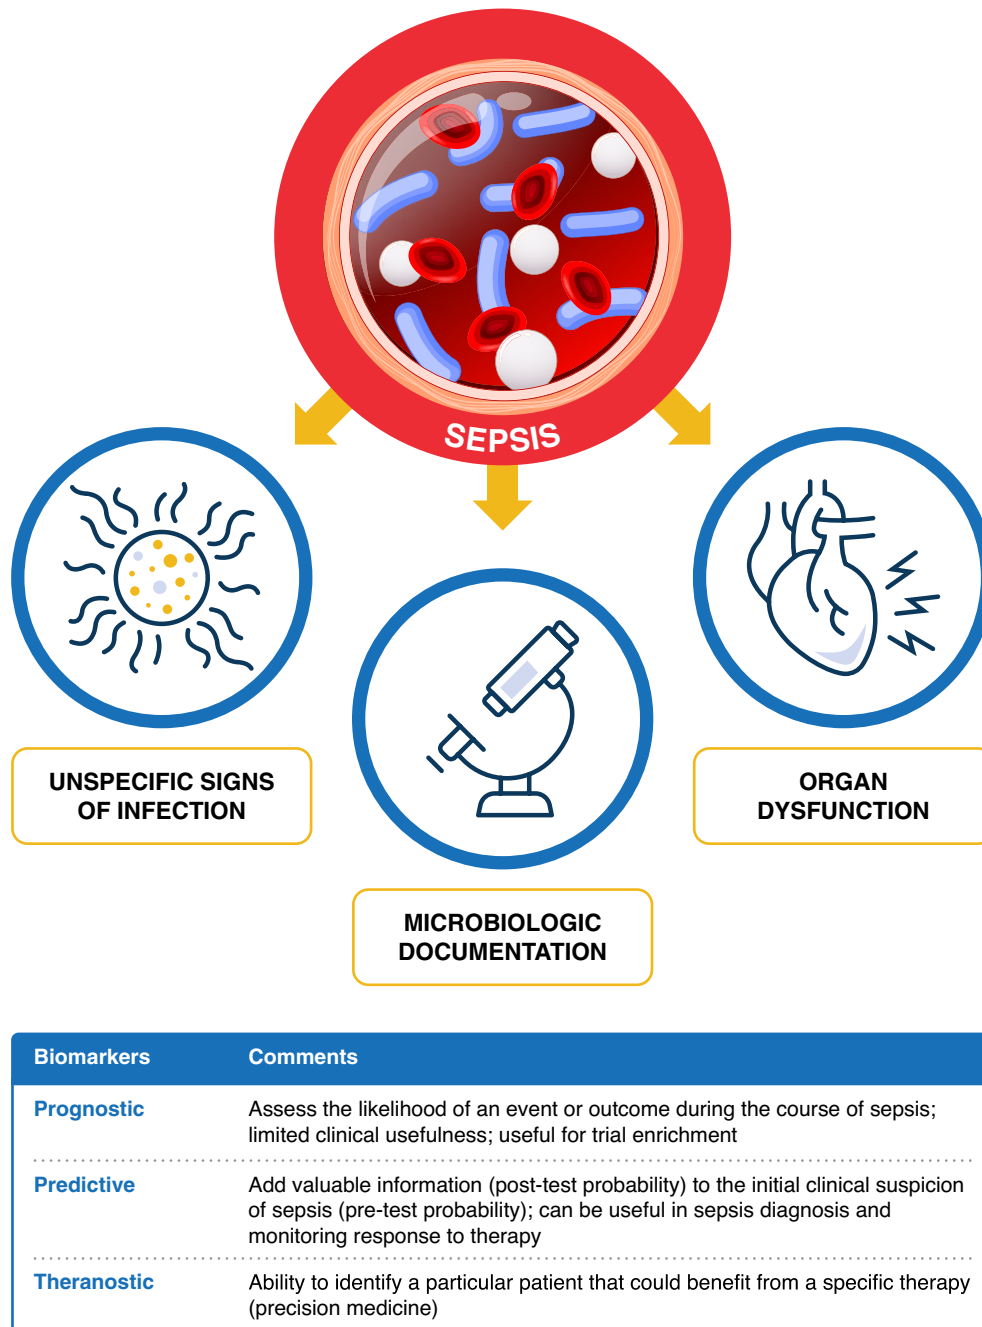 SEPSIS
UNSPECIFIC SIGNS
OF INFECTION
ORGAN
DYSFUNCTION
MICROBIOLOGIC
DOCUMENTATION
Biomarkers Comments
Prognostic Assess the likelihood of an event or outcome during the course of sepsis;
limited clinical usefulness; useful for trial enrichment
Predictive Add valuable information (post-test probability) to the initial clinical suspicion
of sepsis (pre-test probability); can be useful in sepsis diagnosis and
monitoring response to therapy
Theranostic Ability to identify a particular patient that could benefit from a specific therapy
(precision medicine)